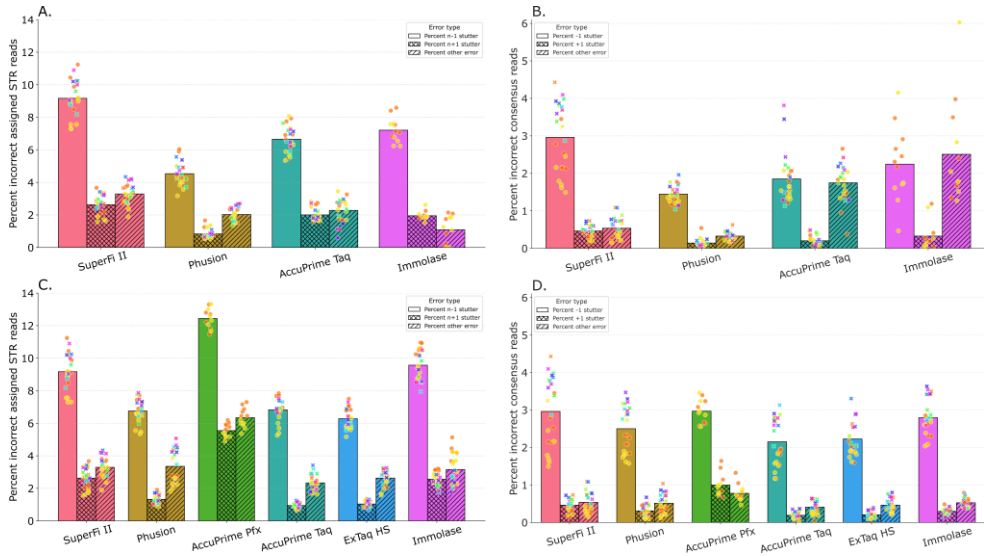 A.
Percent incorrect assigned STR reads
14
12
10
8
6
4
2
0
Error type
Percent n-1 stutter
Percent n+1 stutter
Percent other error
SuperFi II
Phusion
AccuPrime Taq
Immolase
B.
Percent incorrect consensus reads
6
5
4
3
2
1
0
Error type
Percent -1 stutter
Percent +1 stutter
Percent other error
SuperFi II
Phusion
AccuPrime Taq
Immolase
C.
Percent incorrect assigned STR reads
14
12
10
8
6
4
2
0
Error type
Percent n-1 stutter
Percent n+1 stutter
Percent other error
SuperFi II
Phusion
AccuPrime Pfx
AccuPrime Taq
ExTaq HS
Immolase
D.
Percent incorrect consensus reads
6
5
4
3
2
1
0
Error type
Percent -1 stutter
Percent +1 stutter
Percent other error
SuperFi II
Phusion
AccuPrime Pfx
AccuPrime Taq
ExTaq HS
Immolase